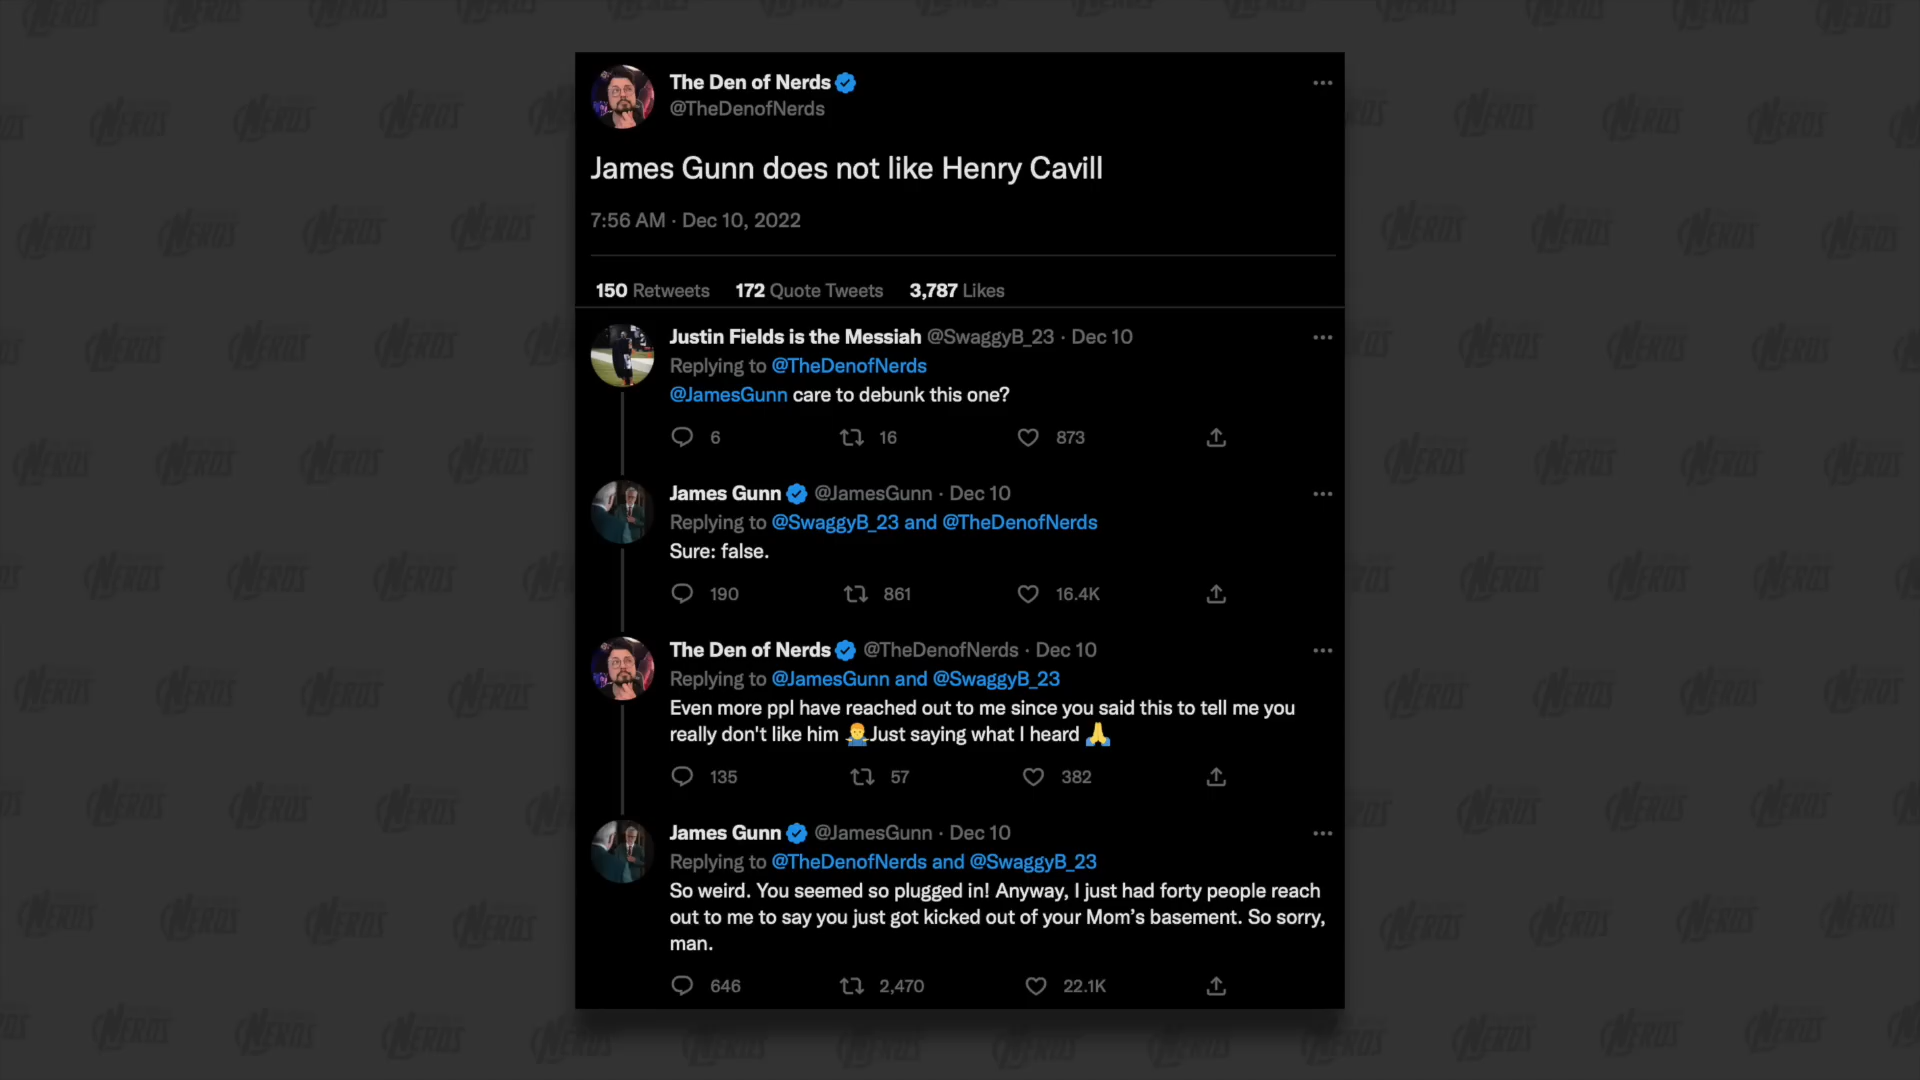 The Den of Nerds
@TheDenofNerds
James Gunn does not like Henry Cavill
7:56 AM · Dec 10, 2022
150 Retweets 172 Quote Tweets 3,787 Likes
Justin Fields is the Messiah @SwaggyB_23 · Dec 10
Replying to @TheDenofNerds
@JamesGunn care to debunk this one?
6 16 873
James Gunn @JamesGunn · Dec 10
Replying to @SwaggyB_23 and @TheDenofNerds
Sure: false.
190 861 16.4K
The Den of Nerds @TheDenofNerds · Dec 10
Replying to @JamesGunn and @SwaggyB_23
Even more ppl have reached out to me since you said this to tell me you
really don't like him 🤷‍♂️Just saying what I heard 🙏
135 57 382
James Gunn @JamesGunn · Dec 10
Replying to @TheDenofNerds and @SwaggyB_23
So weird. You seemed so plugged in! Anyway, I just had forty people reach
out to me to say you just got kicked out of your Mom’s basement. So sorry,
man.
646 2,470 22.1K